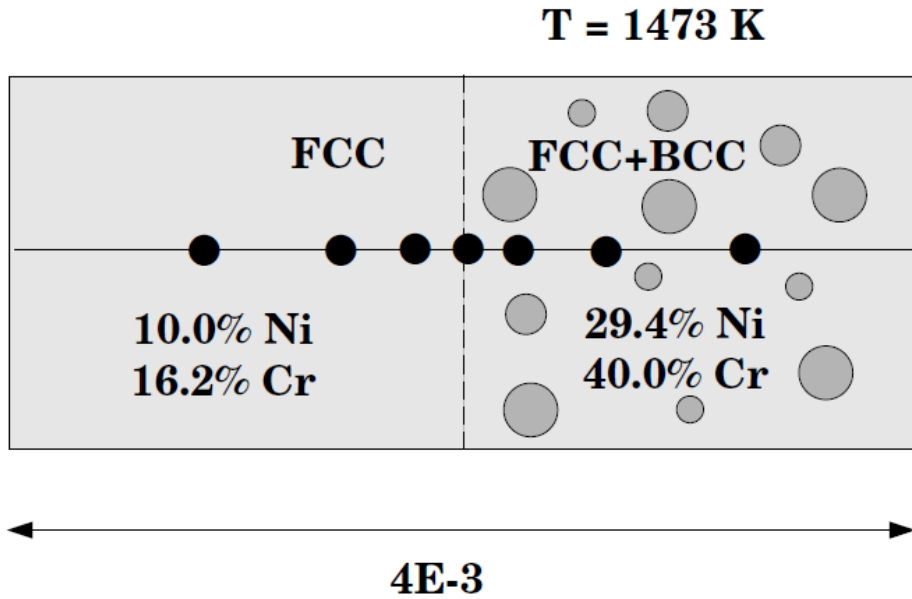 T = 1473 K
FCC
FCC+BCC
10.0% Ni
16.2% Cr
29.4% Ni
40.0% Cr
4E-3